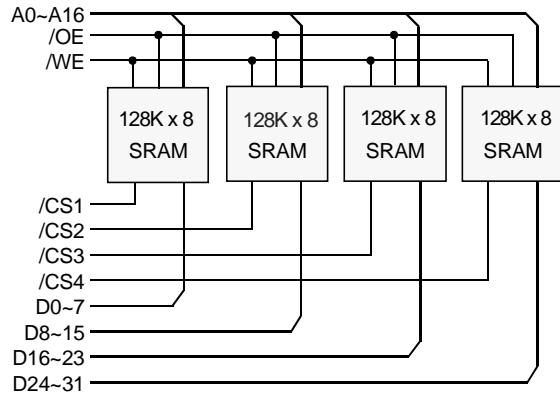 A0~A16
/OE
/WE
128K x 8
SRAM
128K x 8
SRAM
128K x 8
SRAM
128K x 8
SRAM
/CS1
/CS2
/CS3
/CS4
D0~7
D8~15
D16~23
D24~31